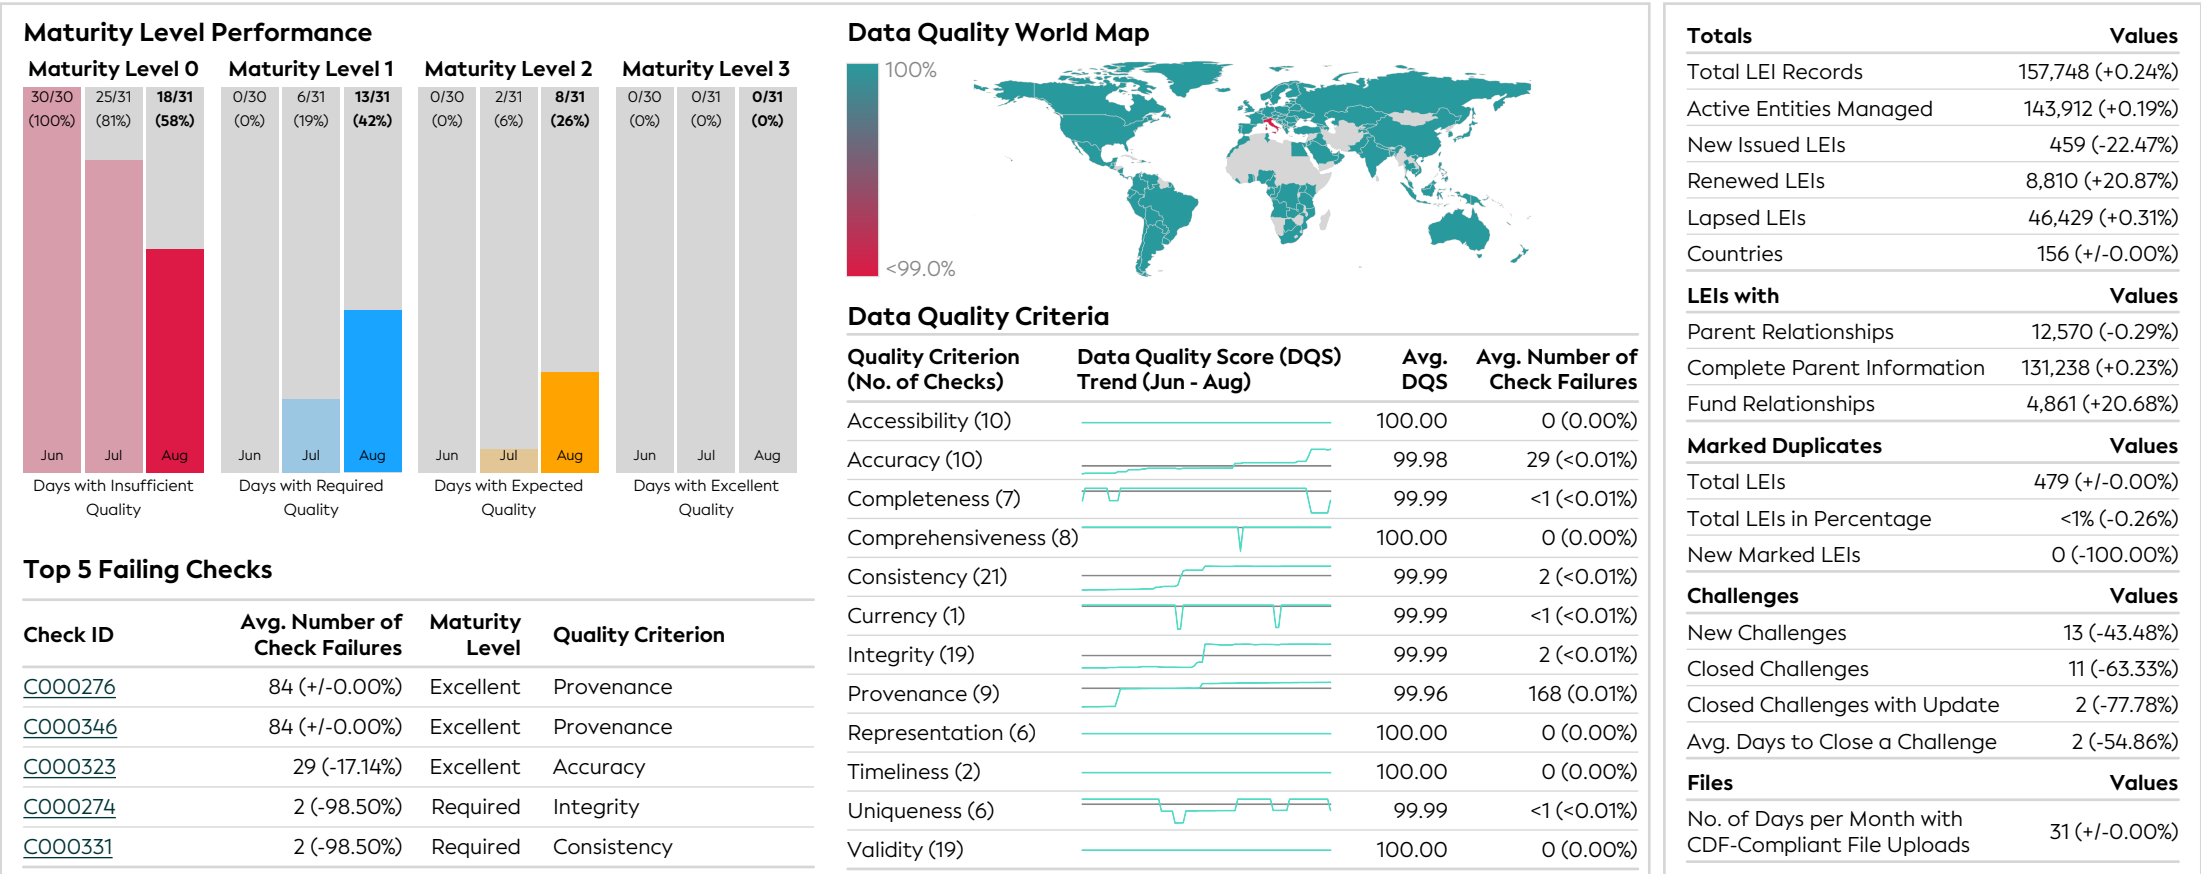 Maturity Level Performance
Maturity Level 0
Maturity Level 1
Maturity Level 2
Maturity Level 3
30/30 25/31 18/31
(100%) (81%) (58%)
0/30 6/31 13/31
(0%) (19%) (42%)
0/30 2/31 8/31
(0%) (6%) (26%)
0/30 0/31 0/31
(0%) (0%) (0%)
Jun Jul Aug
Jun Jul Aug
Jun Jul Aug
Jun Jul Aug
Days with Insufficient
Quality
Days with Required
Quality
Days with Expected
Quality
Days with Excellent
Quality
Top 5 Failing Checks
Check ID
Avg. Number of
Check Failures
Maturity
Level
Quality Criterion
C000276 84 (+/-0.00%) Excellent Provenance
C000346 84 (+/-0.00%) Excellent Provenance
C000323 29 (-17.14%) Excellent Accuracy
C000274 2 (-98.50%) Required Integrity
C000331 2 (-98.50%) Required Consistency
Data Quality World Map
100%
<99.0%
Data Quality Criteria
Quality Criterion
(No. of Checks)
Data Quality Score (DQS)
Trend (Jun - Aug)
Avg.
DQS
Avg. Number of
Check Failures
Accessibility (10) 100.00 0 (0.00%)
Accuracy (10) 99.98 29 (<0.01%)
Completeness (7) 99.99 <1 (<0.01%)
Comprehensiveness (8) 100.00 0 (0.00%)
Consistency (21) 99.99 2 (<0.01%)
Currency (1) 99.99 <1 (<0.01%)
Integrity (19) 99.99 2 (<0.01%)
Provenance (9) 99.96 168 (0.01%)
Representation (6) 100.00 0 (0.00%)
Timeliness (2) 100.00 0 (0.00%)
Uniqueness (6) 99.99 <1 (<0.01%)
Validity (19) 100.00 0 (0.00%)
Totals Values
Total LEI Records 157,748 (+0.24%)
Active Entities Managed 143,912 (+0.19%)
New Issued LEIs 459 (-22.47%)
Renewed LEIs 8,810 (+20.87%)
Lapsed LEIs 46,429 (+0.31%)
Countries 156 (+/-0.00%)
LEIs with Values
Parent Relationships 12,570 (-0.29%)
Complete Parent Information 131,238 (+0.23%)
Fund Relationships 4,861 (+20.68%)
Marked Duplicates Values
Total LEIs 479 (+/-0.00%)
Total LEIs in Percentage <1% (-0.26%)
New Marked LEIs 0 (-100.00%)
Challenges Values
New Challenges 13 (-43.48%)
Closed Challenges 11 (-63.33%)
Closed Challenges with Update 2 (-77.78%)
Avg. Days to Close a Challenge 2 (-54.86%)
Files Values
No. of Days per Month with
CDF-Compliant File Uploads
31 (+/-0.00%)